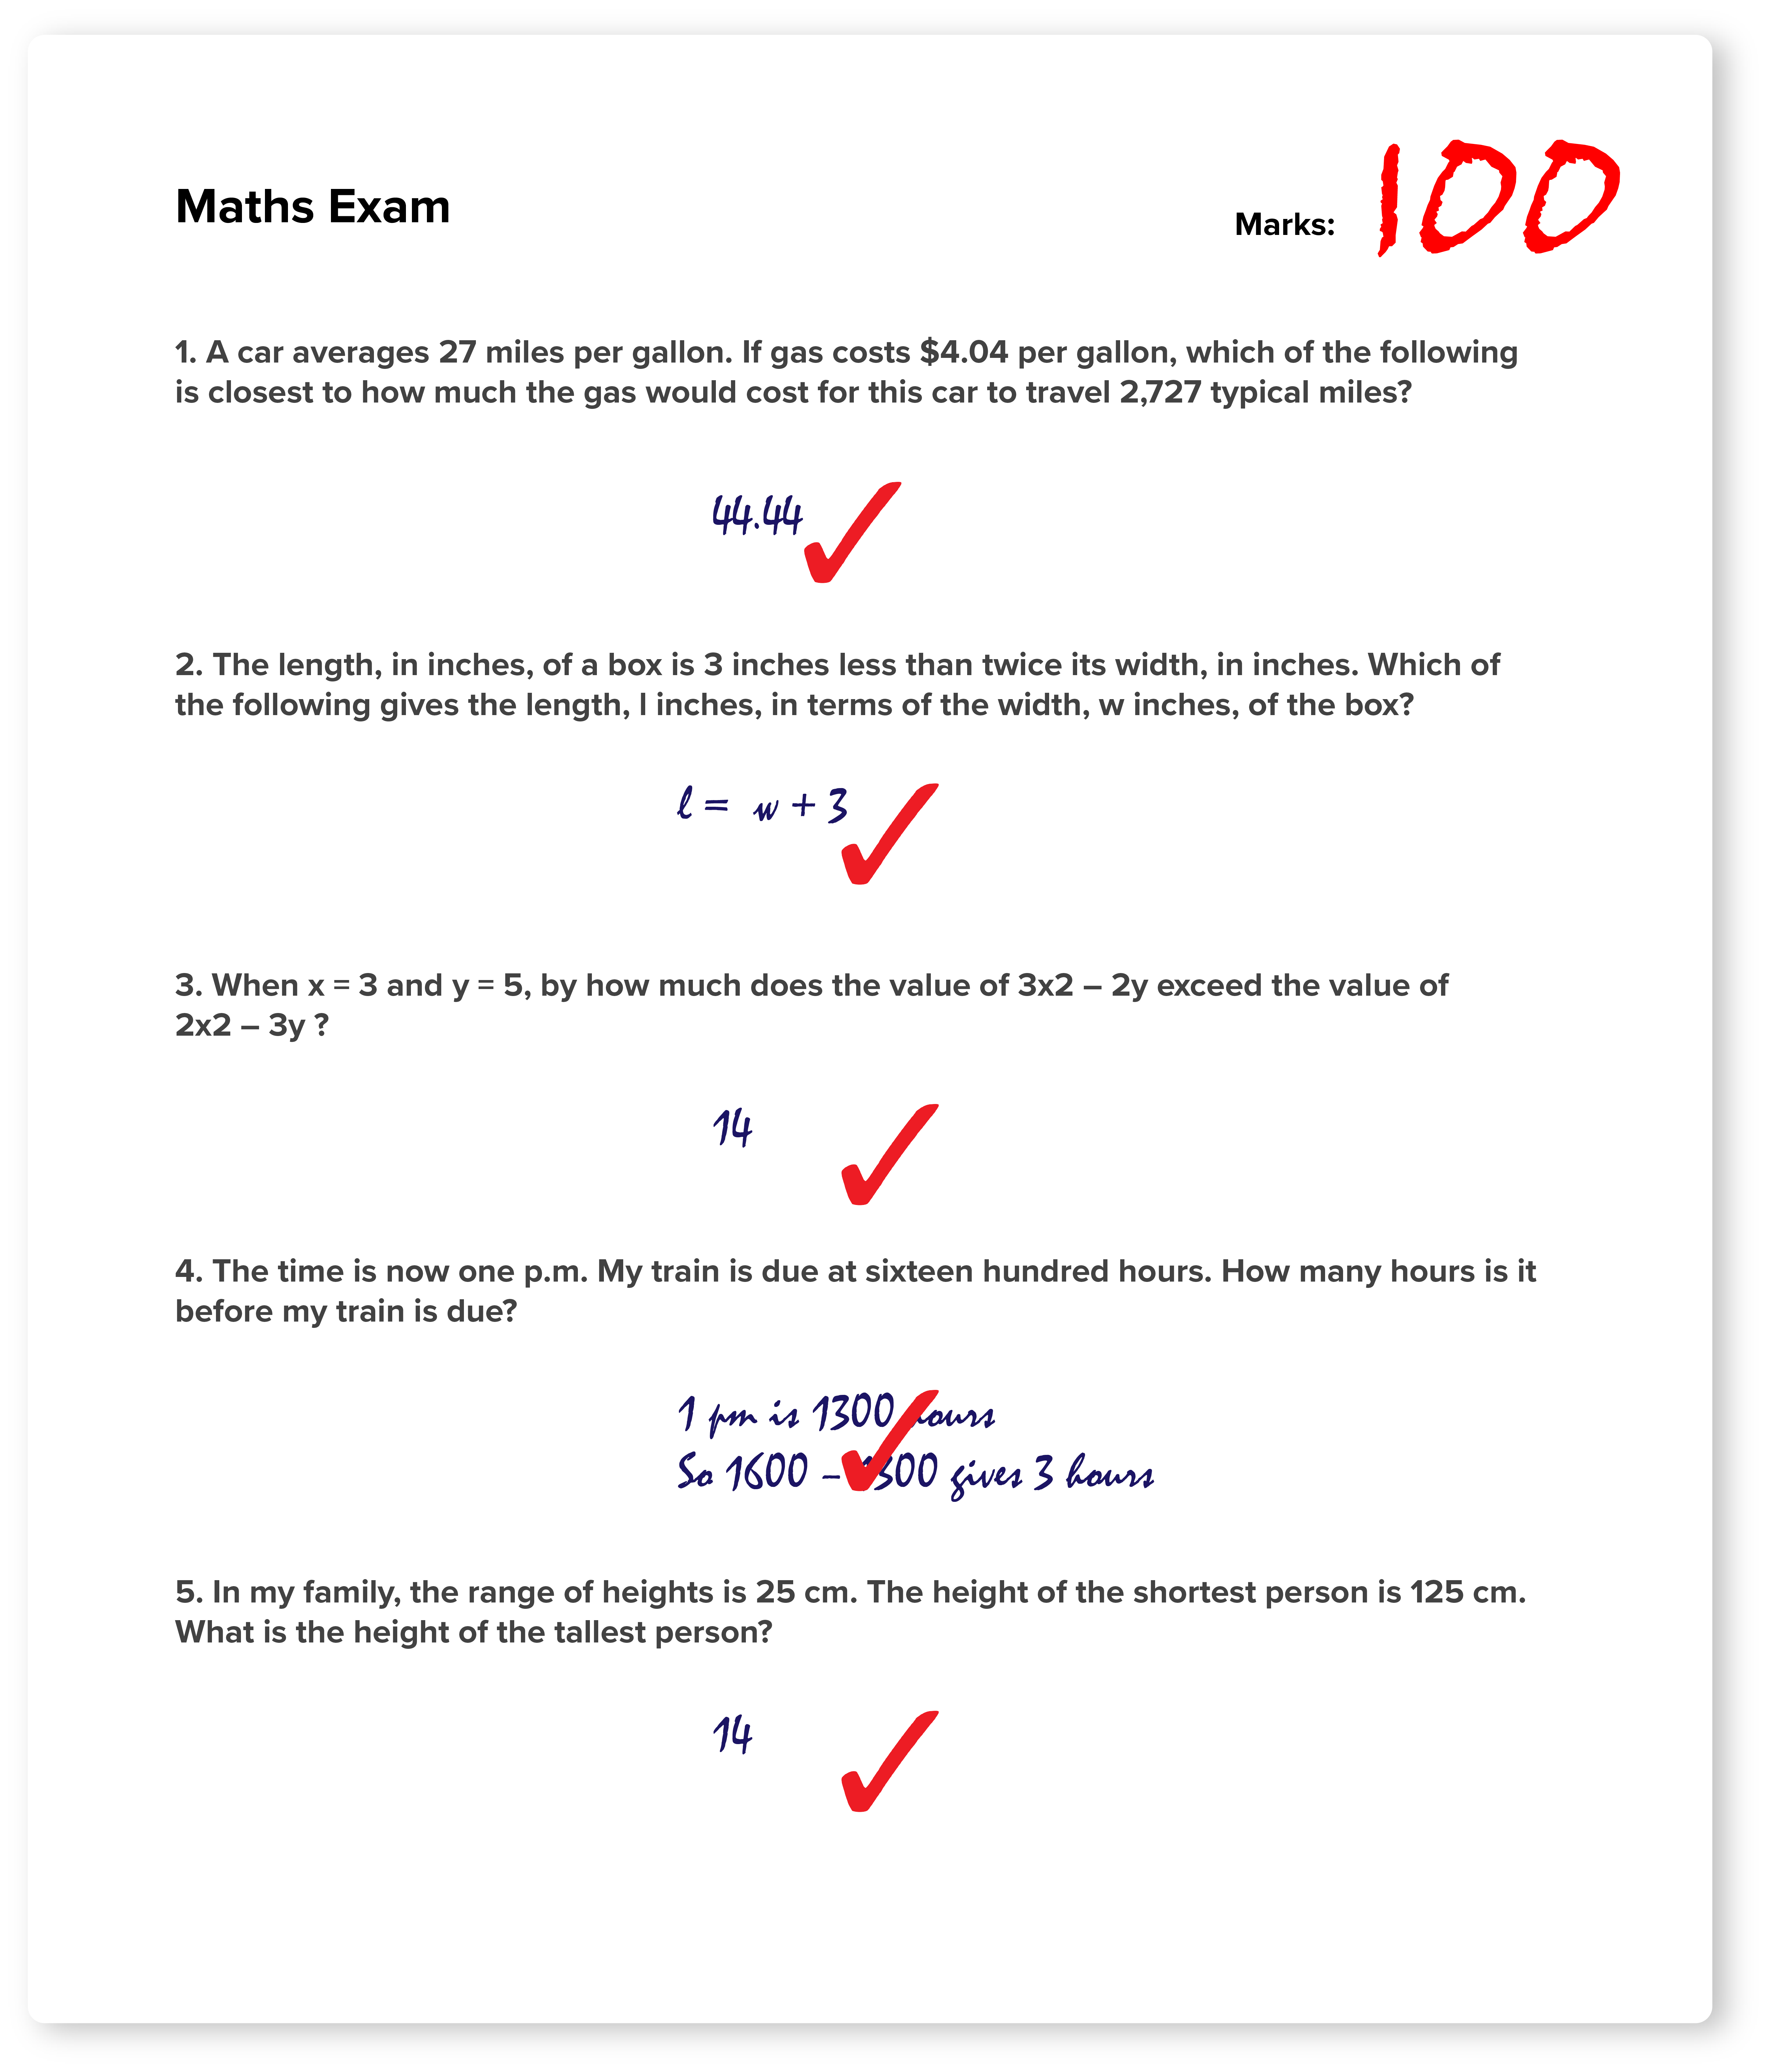 Maths Exam
Marks: 100
1. A car averages 27 miles per gallon. If gas costs $4.04 per gallon, which of the following
is closest to how much the gas would cost for this car to travel 2,727 typical miles?
44.44
2. The length, in inches, of a box is 3 inches less than twice its width, in inches. Which of
the following gives the length, l inches, in terms of the width, w inches, of the box?
l = w + 3
3. When x = 3 and y = 5, by how much does the value of 3x2 – 2y exceed the value of
2x2 – 3y ?
14
4. The time is now one p.m. My train is due at sixteen hundred hours. How many hours is it
before my train is due?
1 pm is 1300 hours
So 1600 – 1300 gives 3 hours
5. In my family, the range of heights is 25 cm. The height of the shortest person is 125 cm.
What is the height of the tallest person?
14